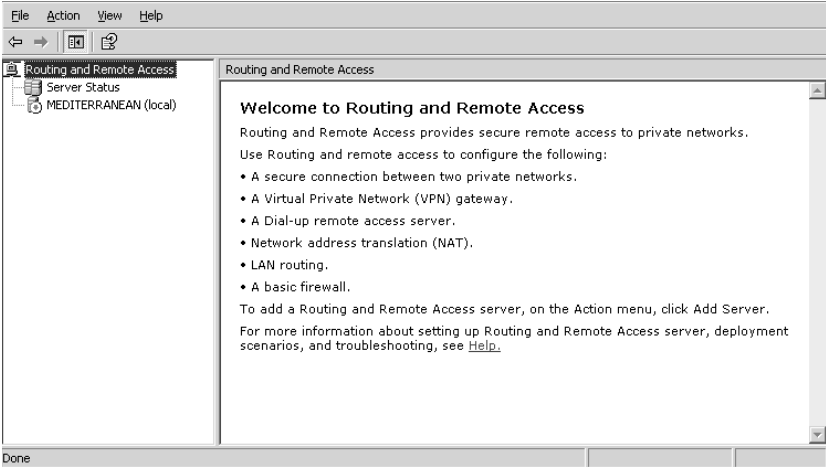 File Action View Help
Routing and Remote Access
Server Status
MEDITERRANEAN (local)
Routing and Remote Access
Welcome to Routing and Remote Access
Routing and Remote Access provides secure remote access to private networks.
Use Routing and remote access to configure the following:
• A secure connection between two private networks.
• A Virtual Private Network (VPN) gateway.
• A Dial-up remote access server.
• Network address translation (NAT).
• LAN routing.
• A basic firewall.
To add a Routing and Remote Access server, on the Action menu, click Add Server.
For more information about setting up Routing and Remote Access server, deployment
scenarios, and troubleshooting, see Help.
Done